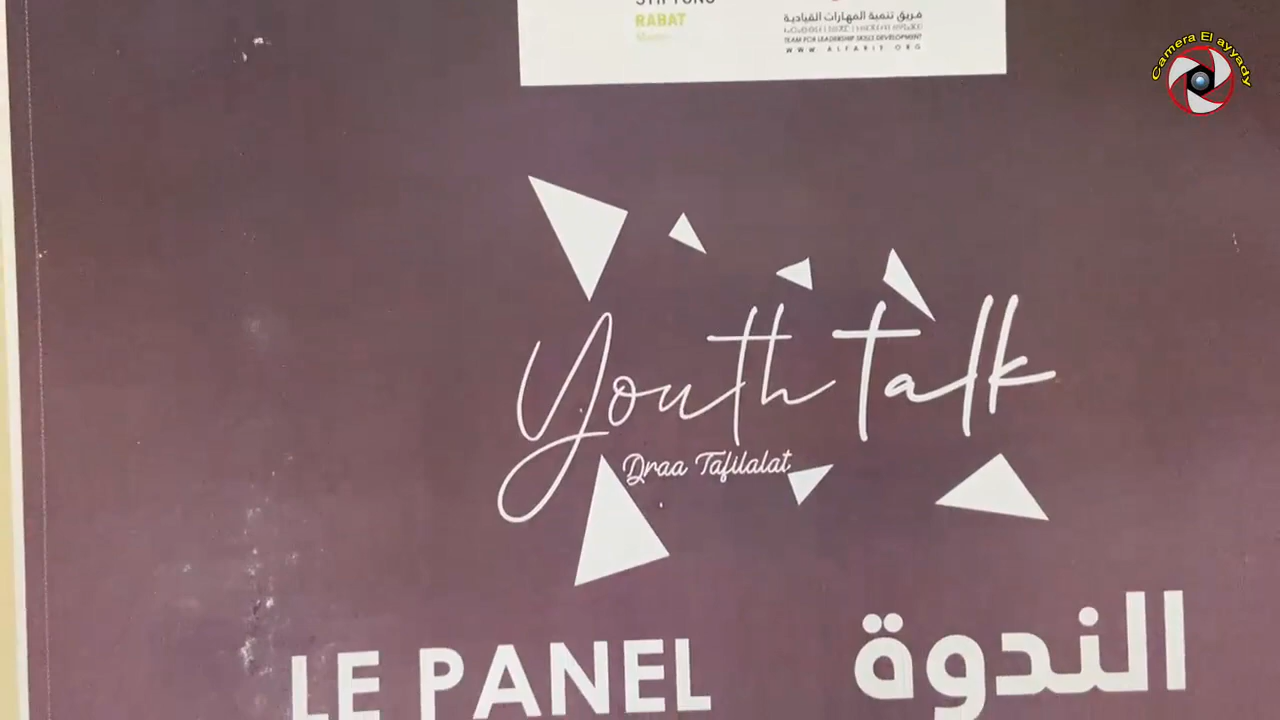 RABAT
فريق تنمية المهارات القيادية
TEAM FOR LEADERSHIP SKILLS DEVELOPMENT
WWW ALFARIK ORG
Camera El ayyady
Youth Talk
Draa Tafilalat
LE PANEL
الندوة